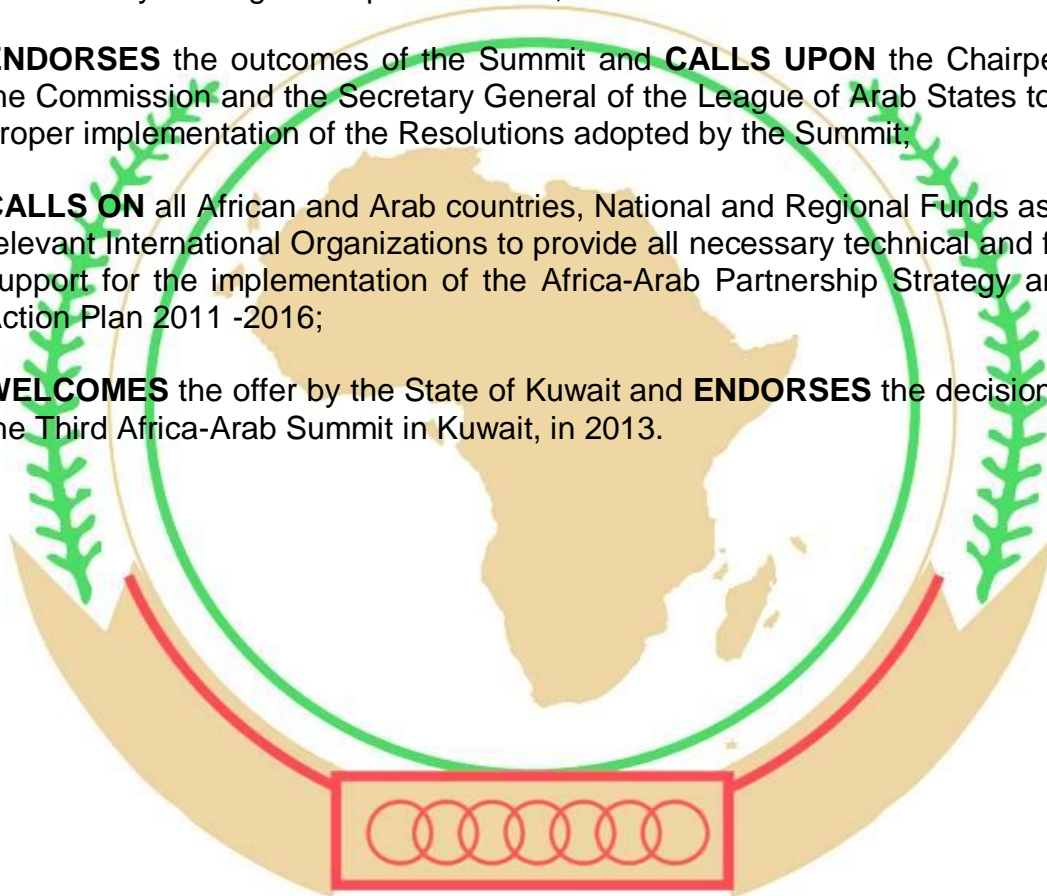 ENDORSES the outcomes of the Summit and CALLS UPON the
the Commission and the Secretary General of the League of Arab States to
proper implementation of the Resolutions adopted by the Summit;
CALLS ON all African and Arab countries, National and Regional Funds as
relevant International Organizations to provide all necessary technical and
support for the implementation of the Africa-Arab Partnership Strategy
Action Plan 2011 -2016;
WELCOMES the offer by the State of Kuwait and ENDORSES the decision
the Third Africa-Arab Summit in Kuwait, in 2013.